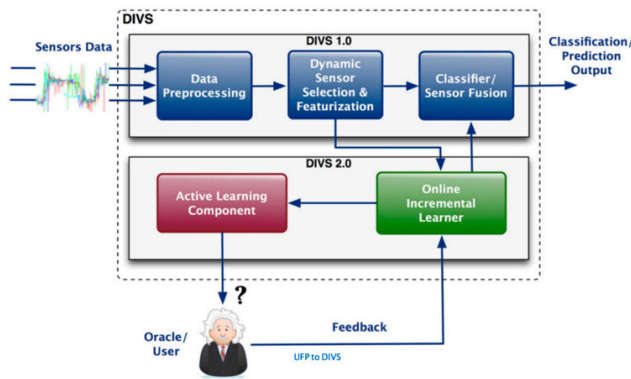 DIVS
Sensors Data
DIVS 1.0
Classification/
Prediction
Output
Data
Preprocessing
Dynamic
Sensor
Selection &
Featurization
Classifier/
Sensor Fusion
DIVS 2.0
Active Learning
Component
Online
Incremental
Learner
?
Oracle/
User
Feedback
UFP to DIVS